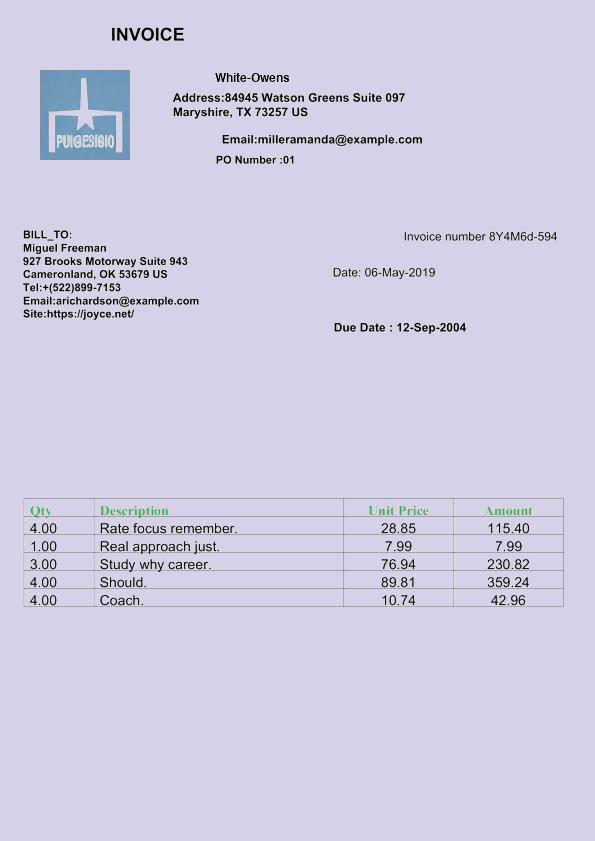 INVOICE
White-Owens
Address:84945 Watson Greens Suite 097
Maryshire, TX 73257 US
Email:milleramanda@example.com
PO Number :01
PUIGESIGIO
BILL_TO:
Miguel Freeman
927 Brooks Motorway Suite 943
Cameronland, OK 53679 US
Tel:+(522)899-7153
Email:arichardson@example.com
Site:https://joyce.net/
Invoice number 8Y4M6d-594
Date: 06-May-2019
Due Date : 12-Sep-2004
Qty Description Unit Price Amount
4.00 Rate focus remember. 28.85 115.40
1.00 Real approach just. 7.99 7.99
3.00 Study why career. 76.94 230.82
4.00 Should. 89.81 359.24
4.00 Coach. 10.74 42.96